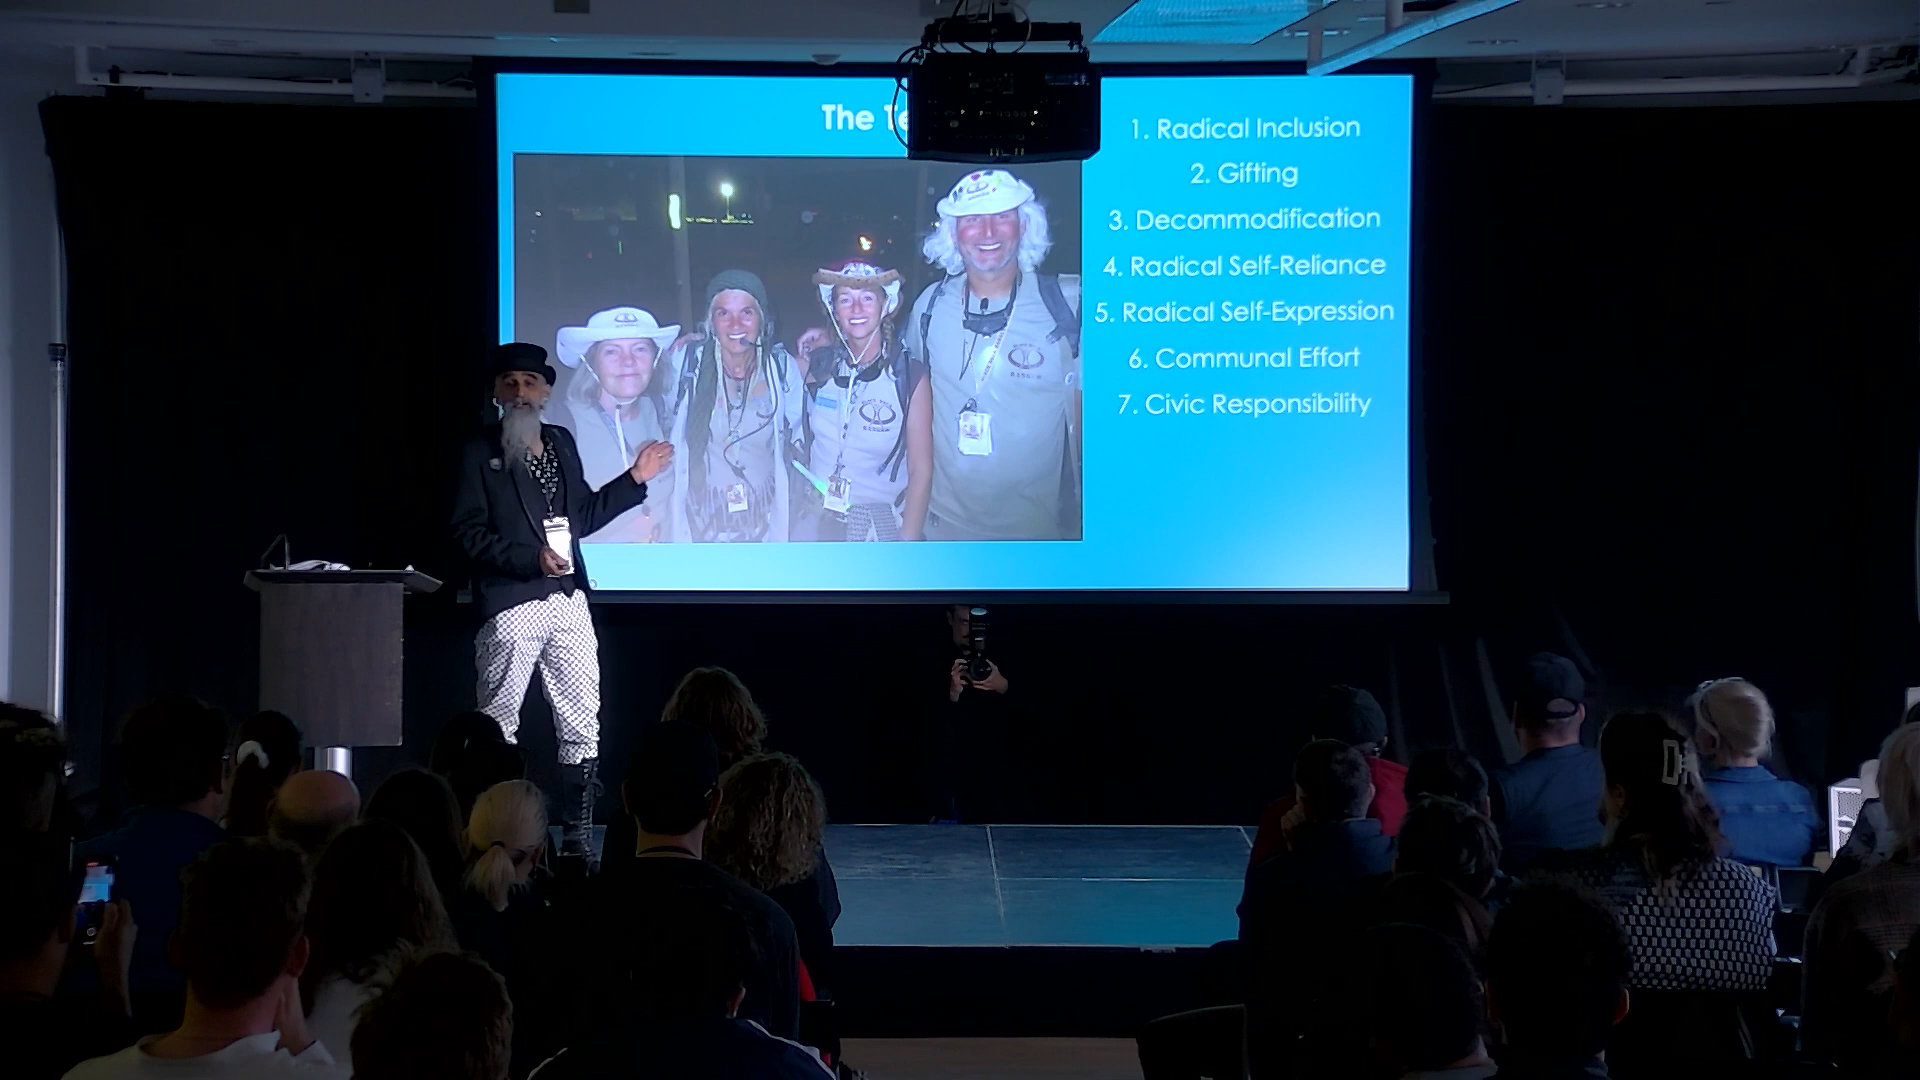 The Te
1. Radical Inclusion
2. Gifting
3. Decommodification
4. Radical Self-Reliance
5. Radical Self-Expression
6. Communal Effort
7. Civic Responsibility